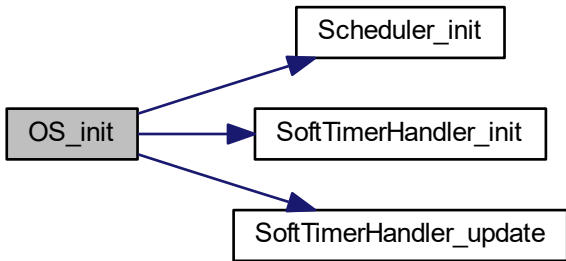 Scheduler_init
OS_init
SoftTimerHandler_init
SoftTimerHandler_update